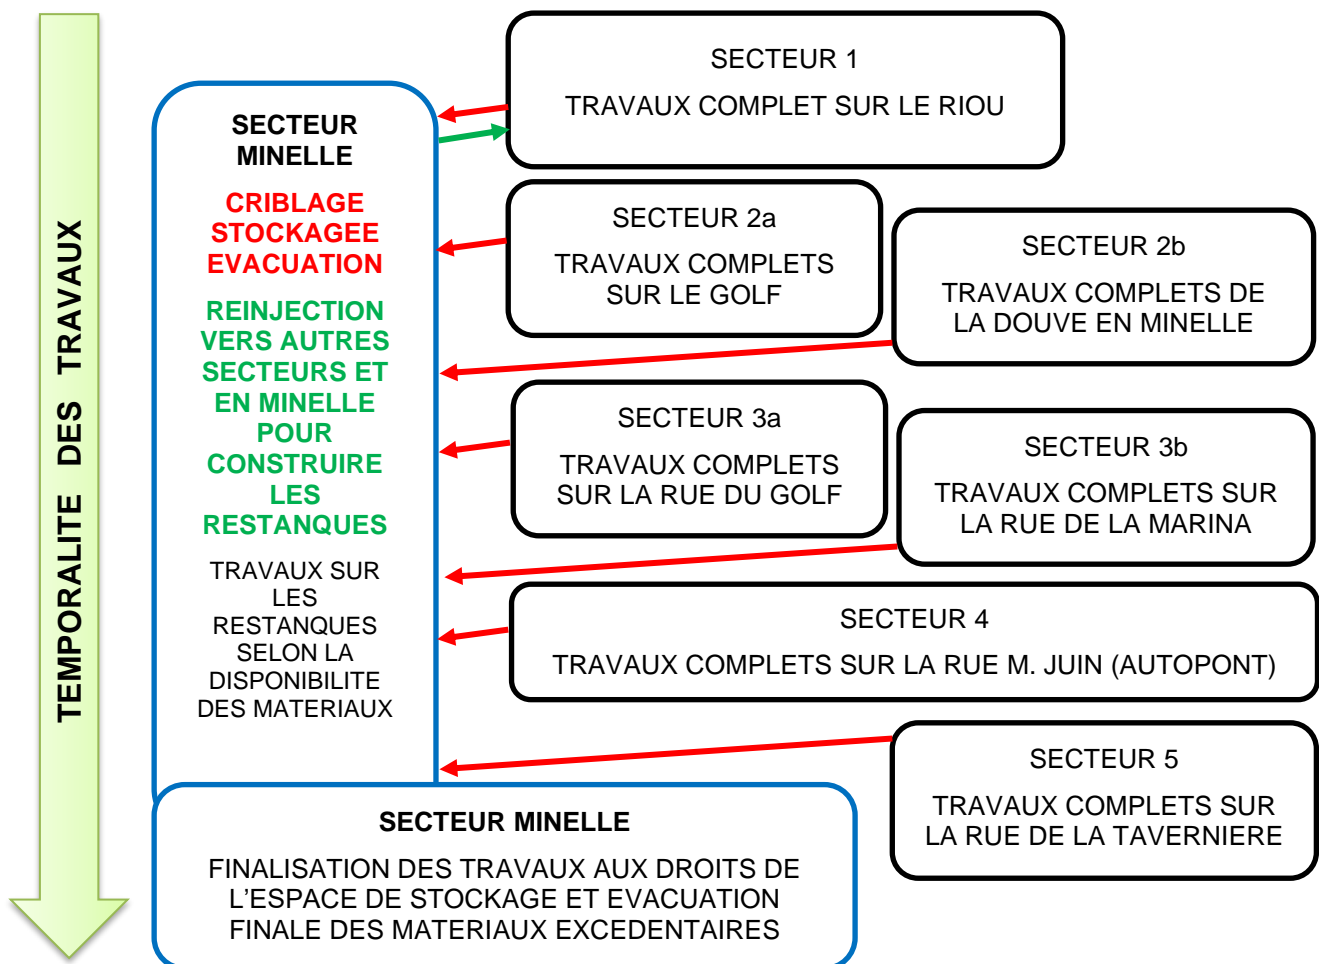 TEMPORALITE DES TRAVAUX
SECTEUR
MINELLE
CRIBLAGE
STOCKAGEE
EVACUATION
REINJECTION
VERS AUTRES
SECTEURS ET
EN MINELLE
POUR
CONSTRUIRE
LES
RESTANQUES
TRAVAUX SUR
LES
RESTANQUES
SELON LA
DISPONIBILITE
DES MATERIAUX
SECTEUR 1
TRAVAUX COMPLET SUR LE RIOU
SECTEUR 2a
TRAVAUX COMPLETS
SUR LE GOLF
SECTEUR 2b
TRAVAUX COMPLETS DE
LA DOUVE EN MINELLE
SECTEUR 3a
TRAVAUX COMPLETS
SUR LA RUE DU GOLF
SECTEUR 3b
TRAVAUX COMPLETS SUR
LA RUE DE LA MARINA
SECTEUR 4
TRAVAUX COMPLETS SUR LA RUE M. JUIN (AUTOPONT)
SECTEUR 5
TRAVAUX COMPLETS SUR
LA RUE DE LA TAVERNIERE
SECTEUR MINELLE
FINALISATION DES TRAVAUX AUX DROITS DE
L’ESPACE DE STOCKAGE ET EVACUATION
FINALE DES MATERIAUX EXCEDENTAIRES